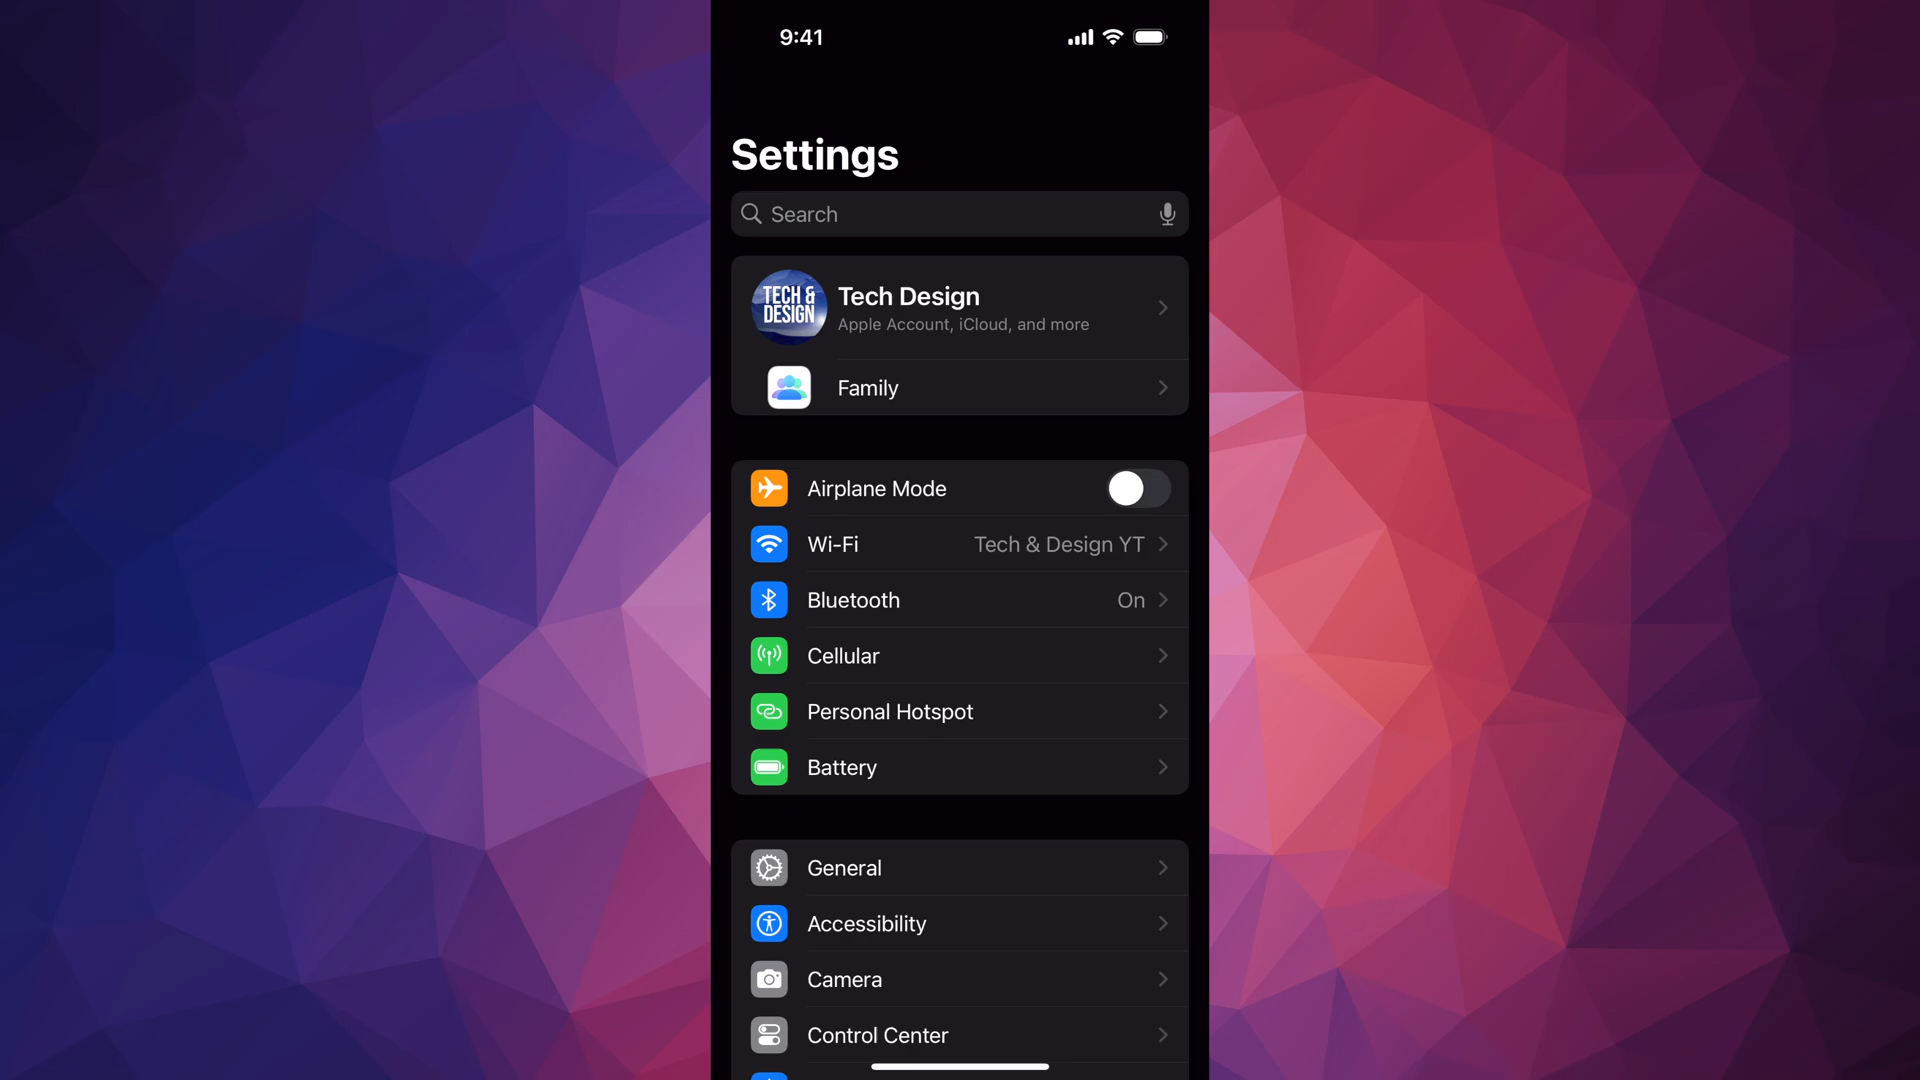 9:41
Settings
Search
TECH &
DESIGN
Tech Design
Apple Account, iCloud, and more
Family
Airplane Mode
Wi-Fi Tech & Design YT
Bluetooth On
Cellular
Personal Hotspot
Battery
General
Accessibility
Camera
Control Center